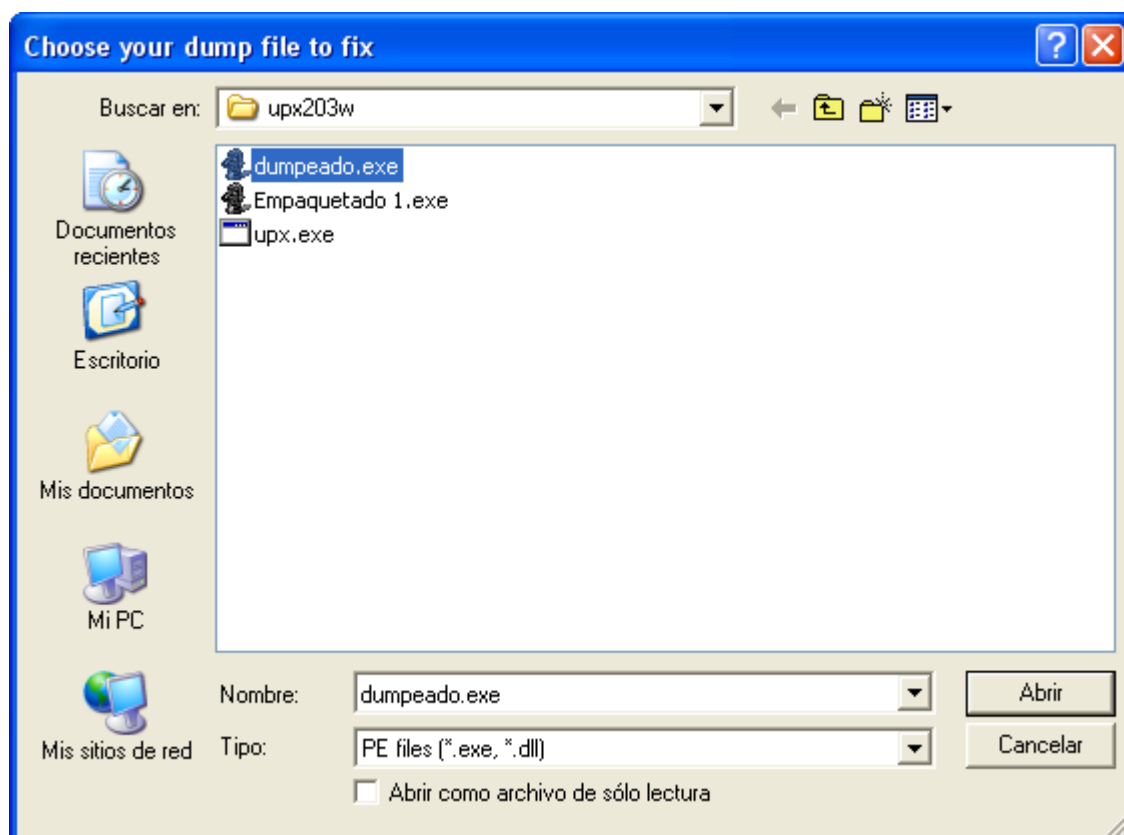 Choose your dump file to fix
Buscar en:
upx203w
dumpeado.exe
Empaquetado 1.exe
upx.exe
Documentos
recientes
Escritorio
Mis documentos
Mi PC
Mis sitios de red
Nombre:
dumpeado.exe
Abrir
Tipo:
PE files (*.exe, *.dll)
Cancelar
Abrir como archivo de sólo lectura